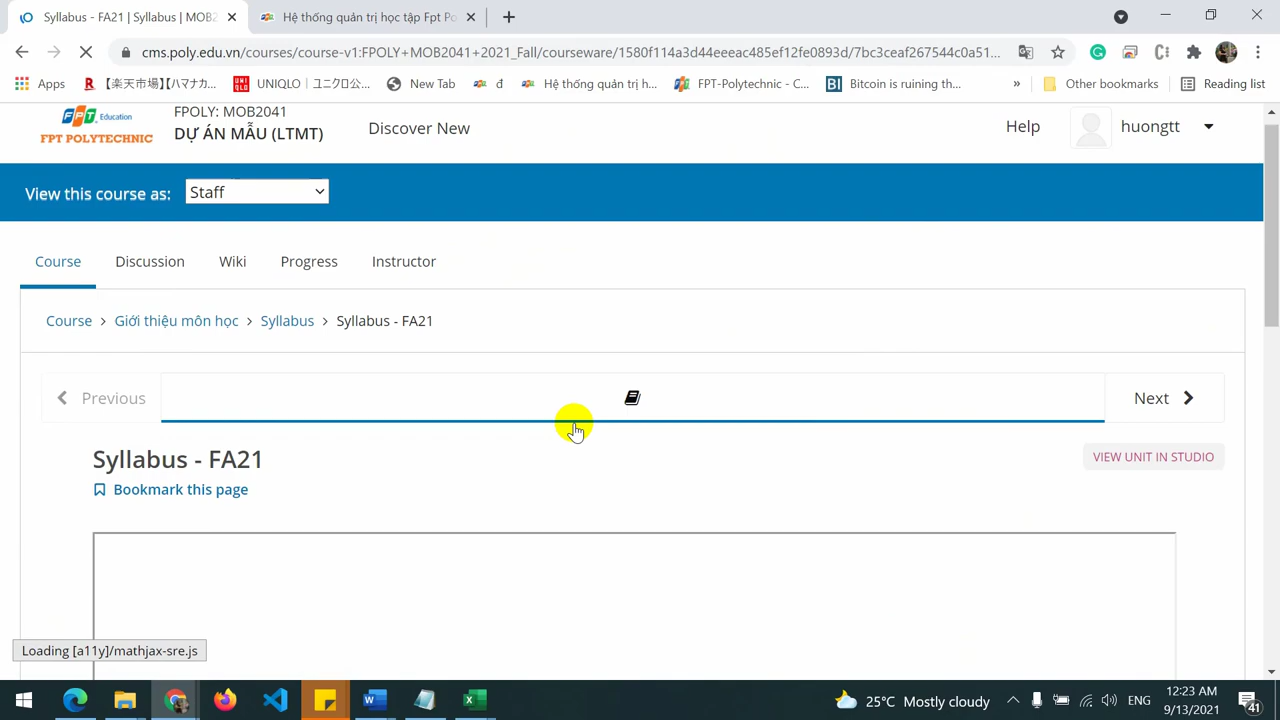 Syllabus - FA21 | Syllabus | MOB2
Hệ thống quản trị học tập Fpt Po
cms.poly.edu.vn/courses/course-v1:FPOLY+MOB2041+2021_Fall/courseware/1580f114a3d44eeeac485ef12fe0893d/7bc3ceaf267544c0a51...
Apps
【楽天市場】【ハマナカ...
UNIQLO | ユニクロ公...
New Tab
đ
Hệ thống quản trị h...
FPT-Polytechnic - C...
Bitcoin is ruining th...
»
Other bookmarks
Reading list
FPT Education
FPT POLYTECHNIC
FPOLY: MOB2041
DỰ ÁN MẪU (LTMT)
Discover New
Help
huongtt
View this course as:
Staff
Course
Discussion
Wiki
Progress
Instructor
Course > Giới thiệu môn học > Syllabus > Syllabus - FA21
Previous
Next
Syllabus - FA21
VIEW UNIT IN STUDIO
Bookmark this page
Loading [a11y]/mathjax-sre.js
25°C Mostly cloudy
ENG
12:23 AM
9/13/2021
41